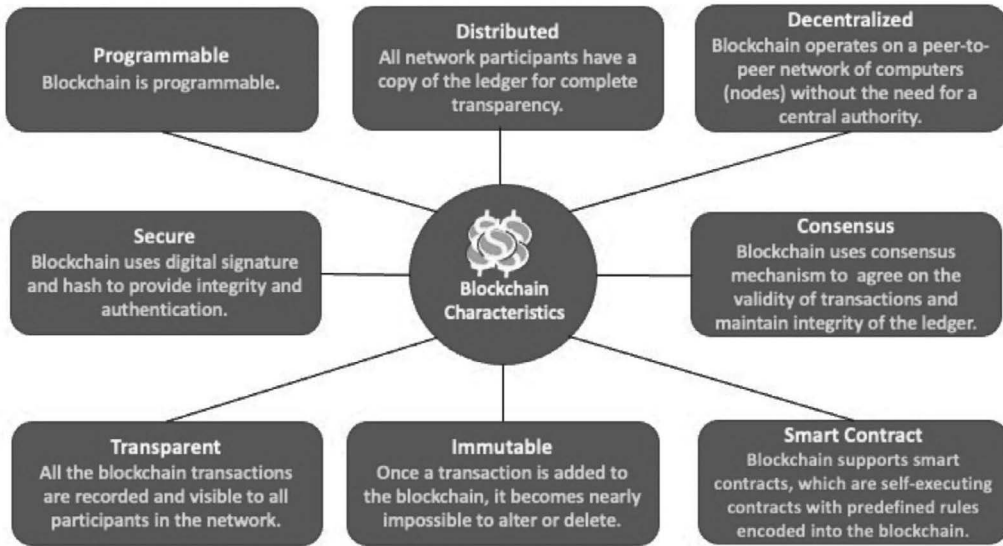 Programmable
Blockchain is programmable.
Distributed
All network participants have a
copy of the ledger for complete
transparency.
Decentralized
Blockchain operates on a peer-to-
peer network of computers
(nodes) without the need for a
central authority.
Secure
Blockchain uses digital signature
and hash to provide integrity and
authentication.
Blockchain
Characteristics
Consensus
Blockchain uses consensus
mechanism to agree on the
validity of transactions and
maintain integrity of the ledger.
Transparent
All the blockchain transactions
are recorded and visible to all
participants in the network.
Immutable
Once a transaction is added to
the blockchain, it becomes nearly
impossible to alter or delete.
Smart Contract
Blockchain supports smart
contracts, which are self-executing
contracts with predefined rules
encoded into the blockchain.